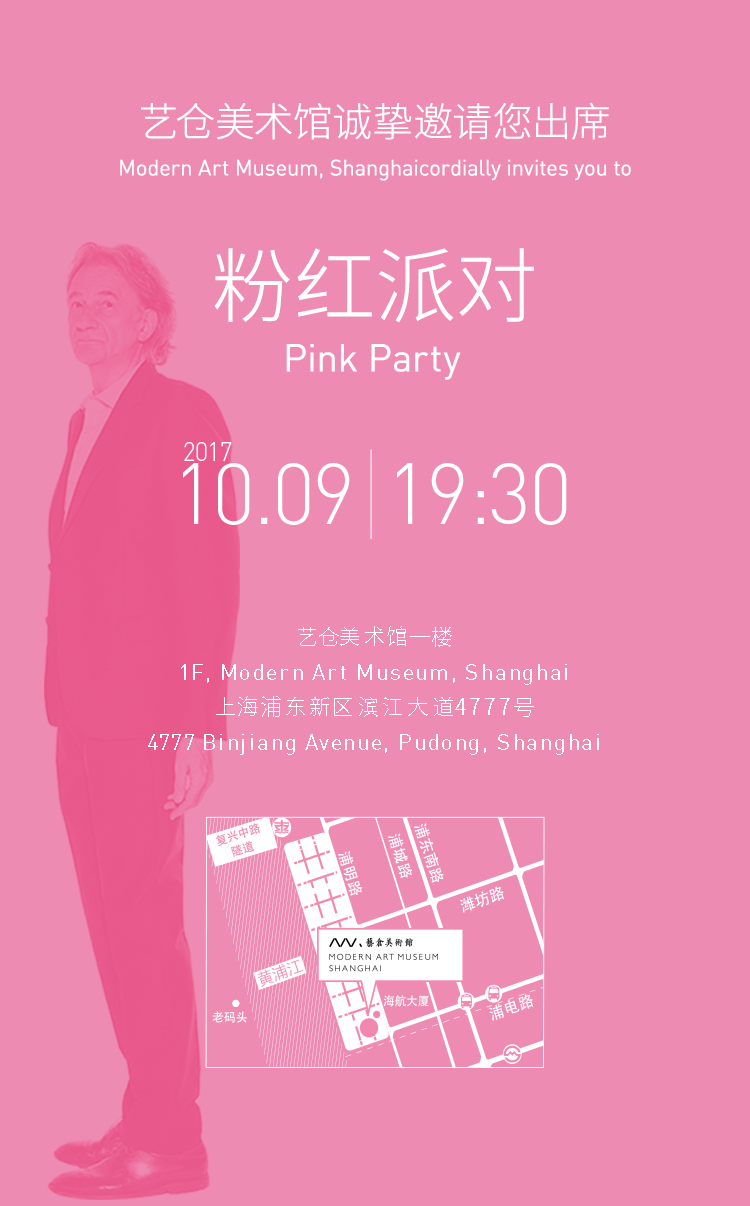 艺仓美术馆诚挚邀请您出席
Modern Art Museum, Shanghaicordially invites you to
粉红派对
Pink Party
2017
10.09 19:30
艺仓美术馆一楼
1F, Modern Art Museum, Shanghai
上海浦东新区滨江大道4777号
4777 Binjiang Avenue, Pudong, Shanghai
复兴中路
隧道
浦明路
浦城路
浦东南路
潍坊路
藝倉美術館
MODERN ART MUSEUM
SHANGHAI
黄浦江
老码头
海航大厦
浦电路